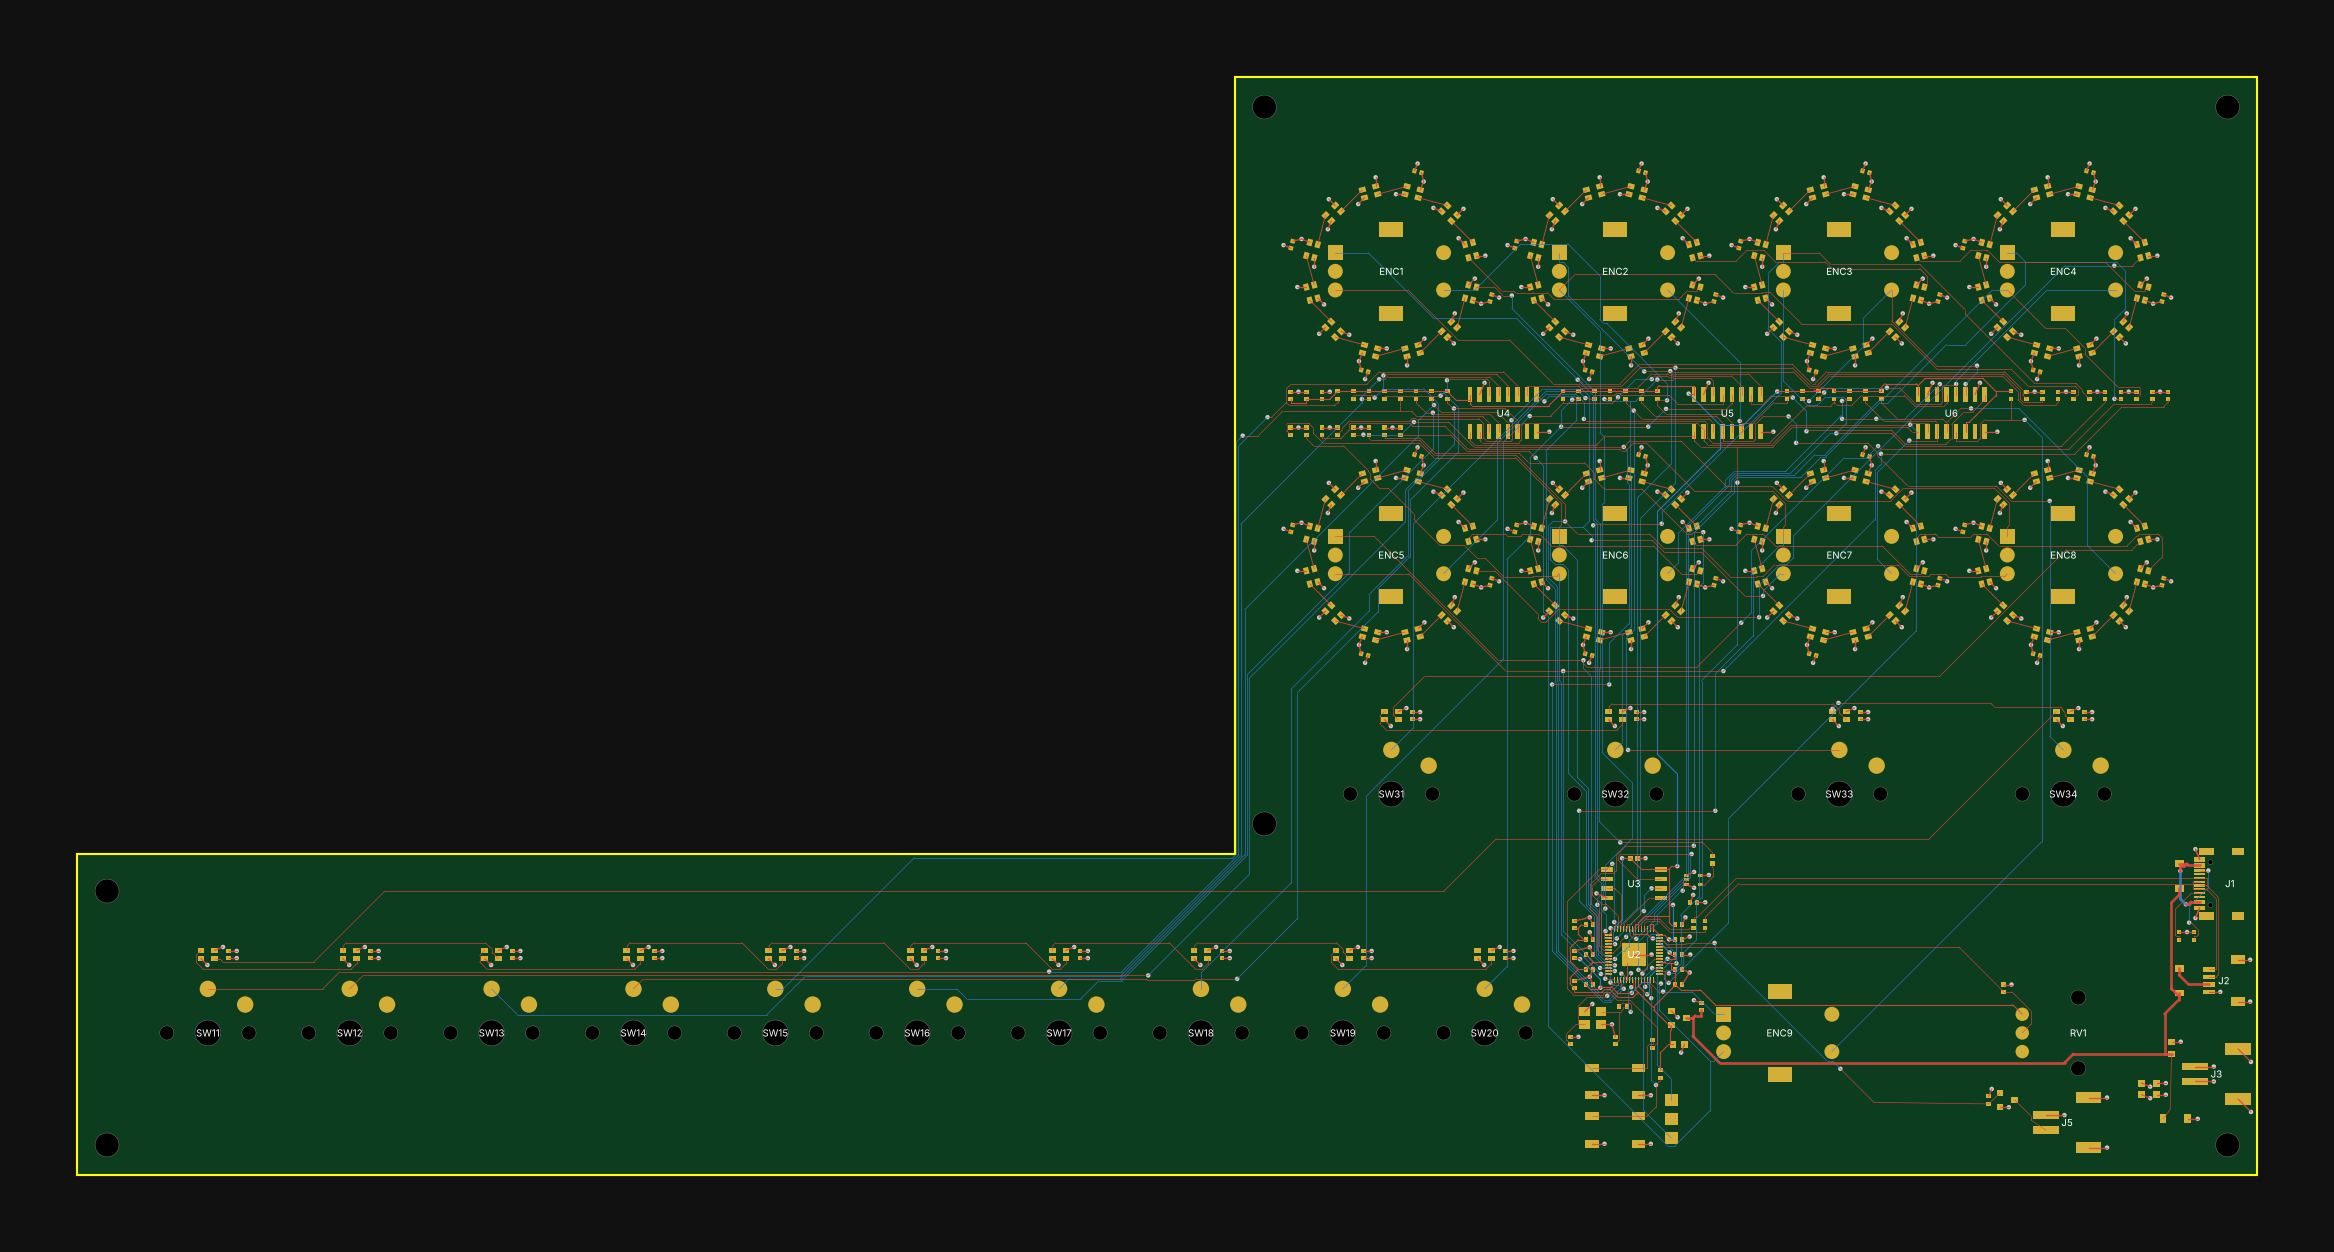 ENC1 ENC2 ENC3 ENC4
U4 U5 U6
ENC5 ENC6 ENC7 ENC8
SW31 SW32 SW33 SW34
U3 J1
U2
J2
SW11 SW12 SW13 SW14 SW15 SW16 SW17 SW18 SW19 SW20 ENC9 RV1
J3
J5